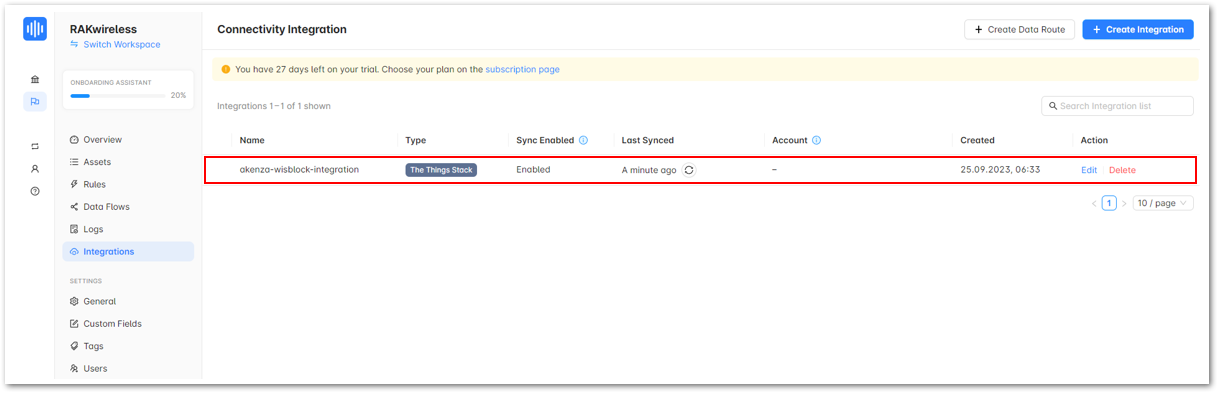 RAKwireless
Switch Workspace
ONBOARDING ASSISTANT
20%
Overview
Assets
Rules
Data Flows
Logs
Integrations
SETTINGS
General
Custom Fields
Tags
Users
Connectivity Integration
+ Create Data Route
+ Create Integration
You have 27 days left on your trial. Choose your plan on the subscription page
Integrations 1–1 of 1 shown
Search Integration list
Name Type Sync Enabled Last Synced Account Created Action
akenza-wisblock-integration The Things Stack Enabled A minute ago – 25.09.2023, 06:33 Edit Delete
< 1 > 10 / page